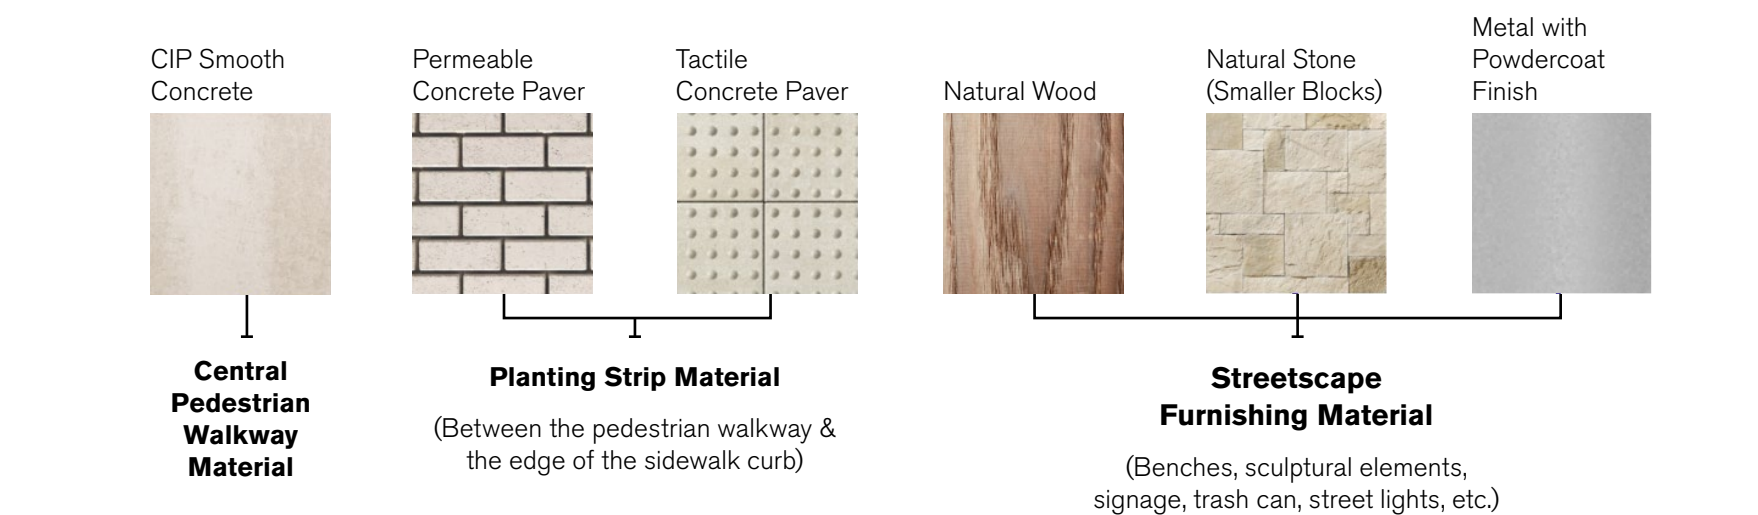 CIP Smooth
Concrete
Permeable
Concrete Paver
Tactile
Concrete Paver
Natural Wood
Natural Stone
(Smaller Blocks)
Metal with
Powdercoat
Finish
Central
Pedestrian
Walkway
Material
Planting Strip Material
(Between the pedestrian walkway &
the edge of the sidewalk curb)
Streetscape
Furnishing Material
(Benches, sculptural elements,
signage, trash can, street lights, etc.)